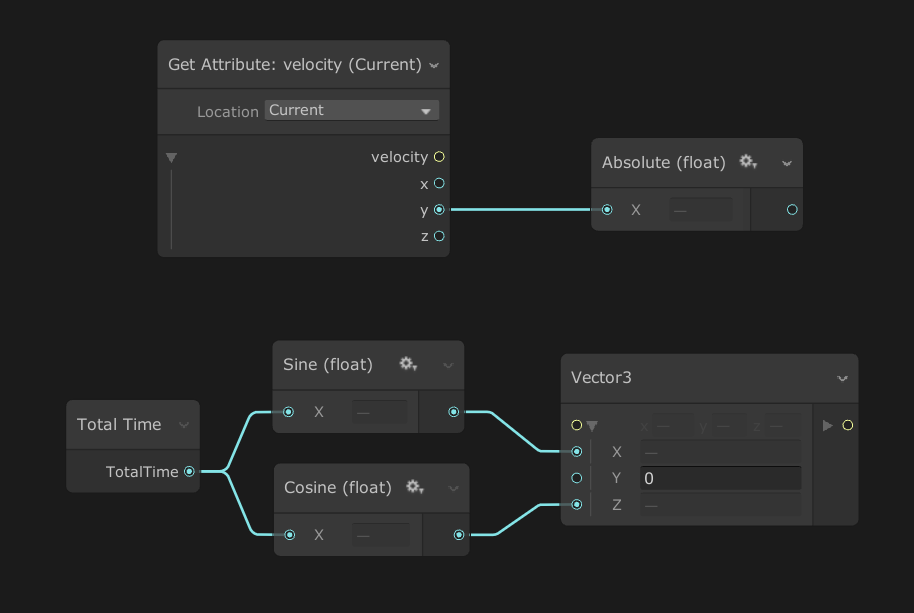 Get Attribute: velocity (Current)
Location Current
velocity
x
y
z
Absolute (float)
X —
Sine (float)
X —
Total Time
TotalTime
Cosine (float)
X —
Vector3
x — y — z —
X —
Y 0
Z —